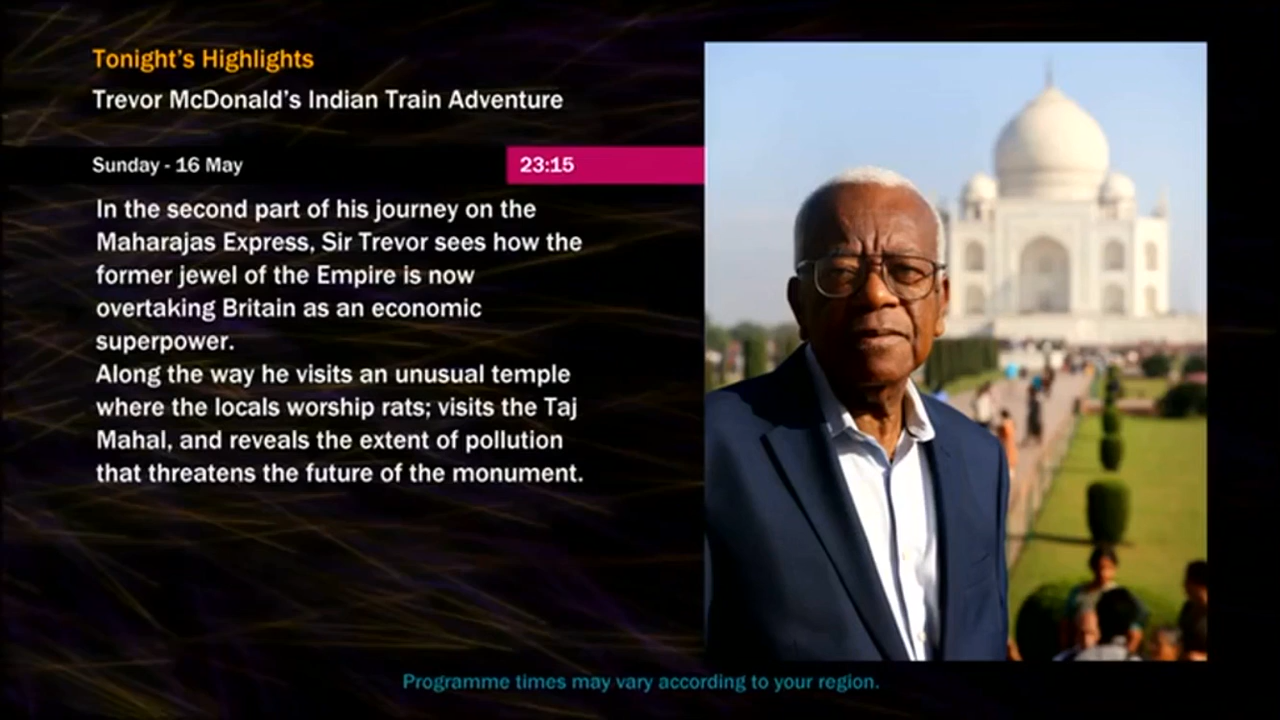 Tonight's Highlights
Trevor McDonald's Indian Train Adventure
Sunday - 16 May
23:15
In the second part of his journey on the
Maharajas Express, Sir Trevor sees how the
former jewel of the Empire is now
overtaking Britain as an economic
superpower.
Along the way he visits an unusual temple
where the locals worship rats; visits the Taj
Mahal, and reveals the extent of pollution
that threatens the future of the monument.
Programme times may vary according to your region.